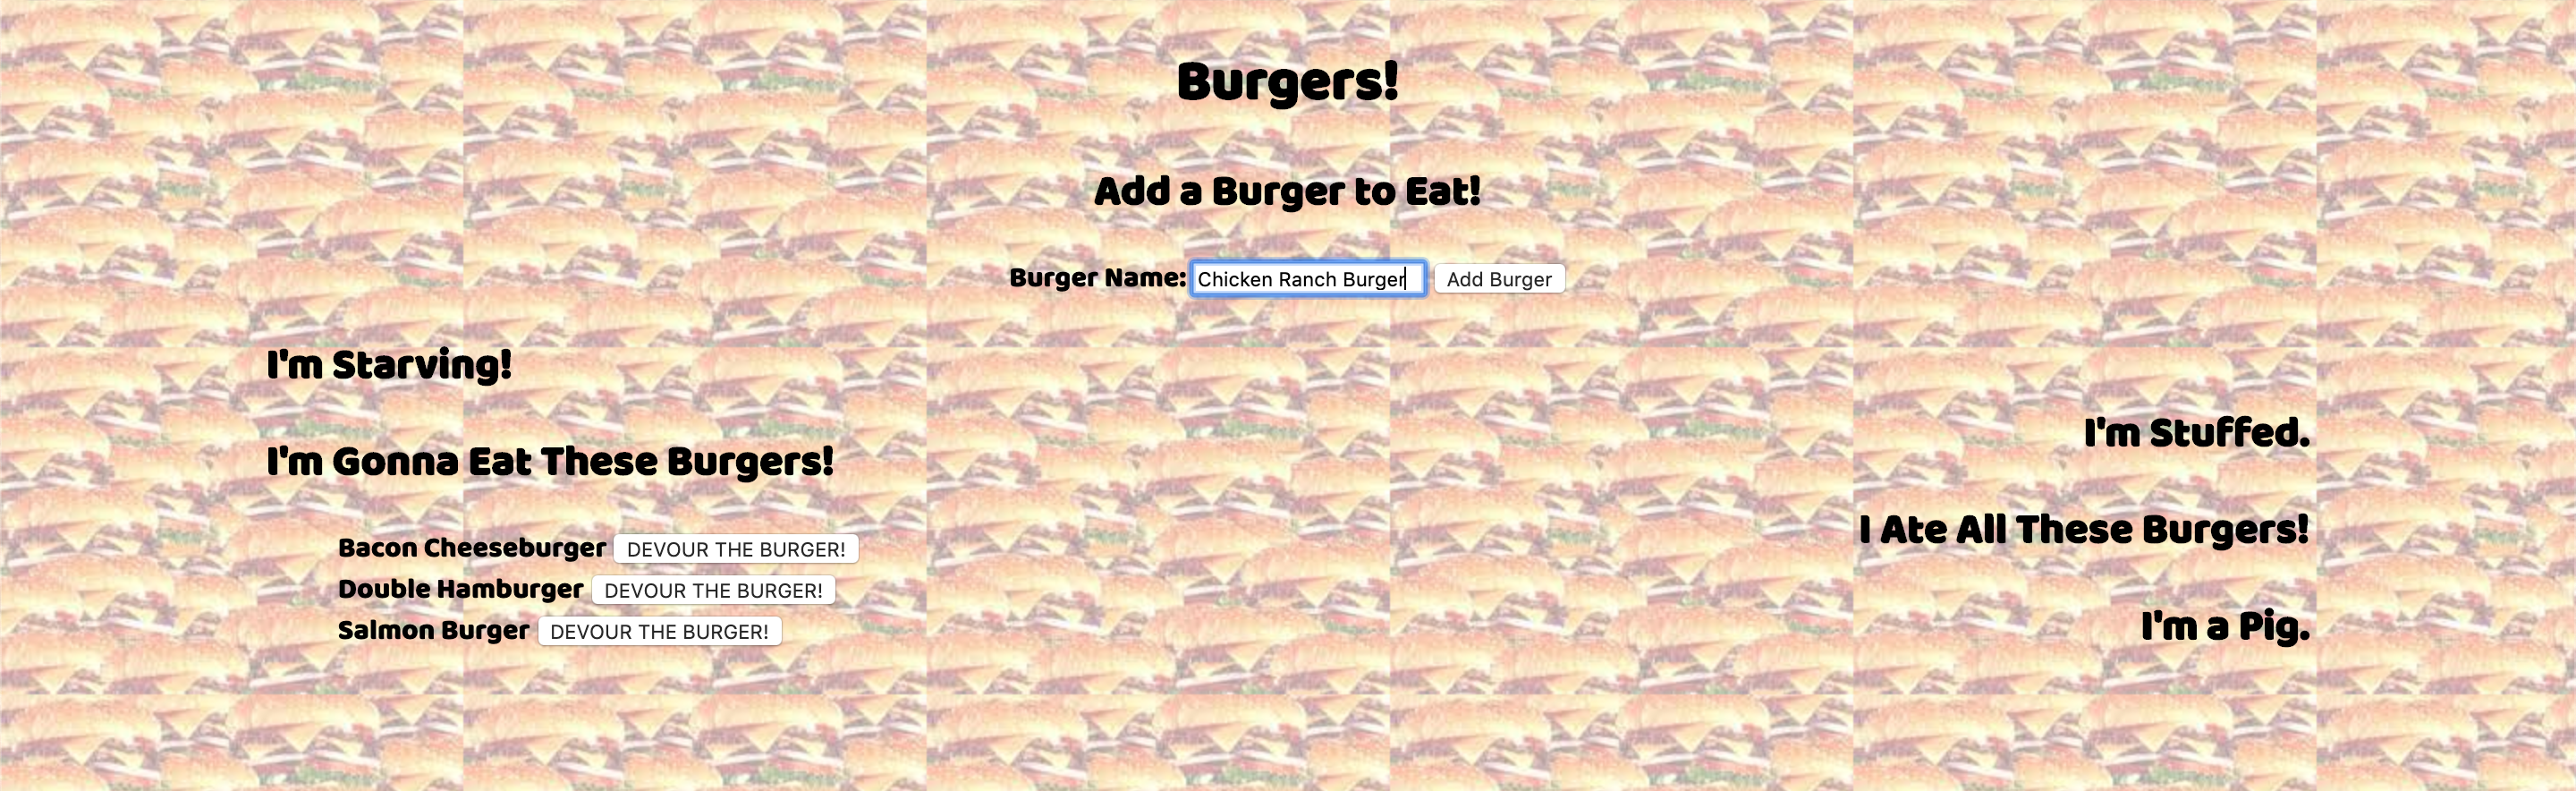 Burgers!
Add a Burger to Eat!
Burger Name: Chicken Ranch Burger Add Burger
I'm Starving!
I'm Gonna Eat These Burgers!
Bacon Cheeseburger DEVOUR THE BURGER!
Double Hamburger DEVOUR THE BURGER!
Salmon Burger DEVOUR THE BURGER!
I'm Stuffed.
I Ate All These Burgers!
I'm a Pig.